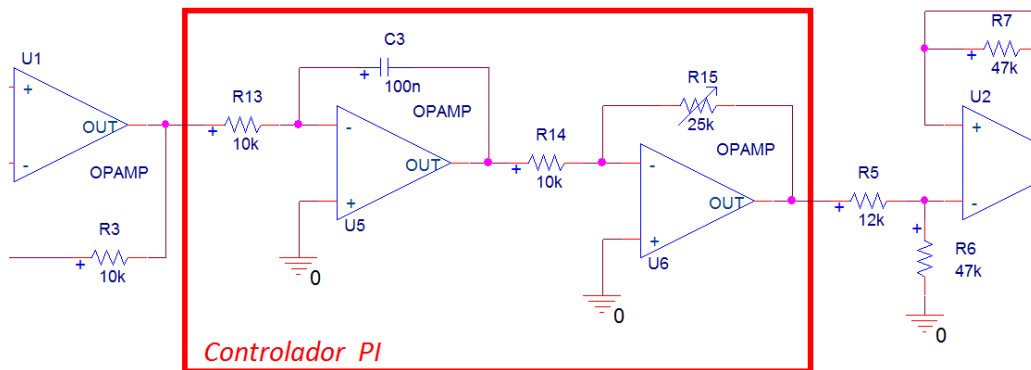 U1
+
-
OUT
OPAMP
R3
+
10k
R13
+
10k
C3
+
100n
OPAMP
-
+
OUT
U5
0
R14
+
10k
R15
25k
OPAMP
-
+
OUT
U6
0
R5
+
12k
+
R6
47k
0
R7
+
47k
U2
+
-
Controlador PI